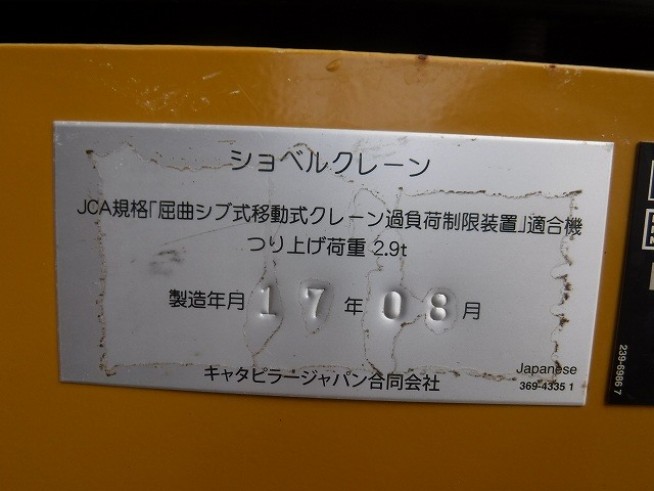 ショベルクレーン
JCA規格「屈曲ジブ式移動式クレーン過負荷制限装置」適合機
つり上げ荷重 2.9t
製造年月 17 年 08 月
キャタピラージャパン合同会社
Japanese
369-4335 1
239-6986 7